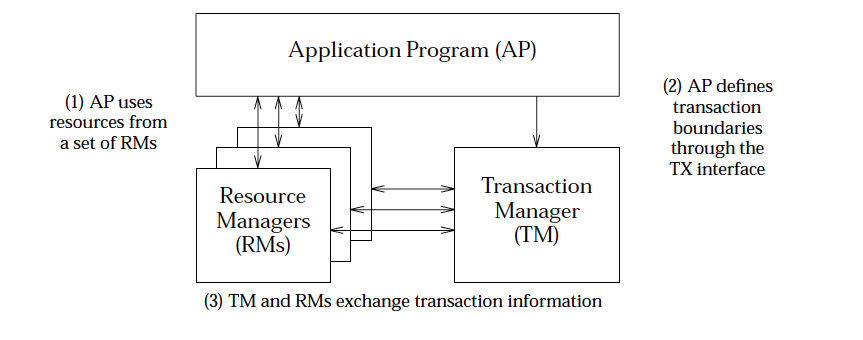 Application Program (AP)
(1) AP uses
resources from
a set of RMs
(2) AP defines
transaction
boundaries
through the
TX interface
Resource
Managers
(RMs)
Transaction
Manager
(TM)
(3) TM and RMs exchange transaction information